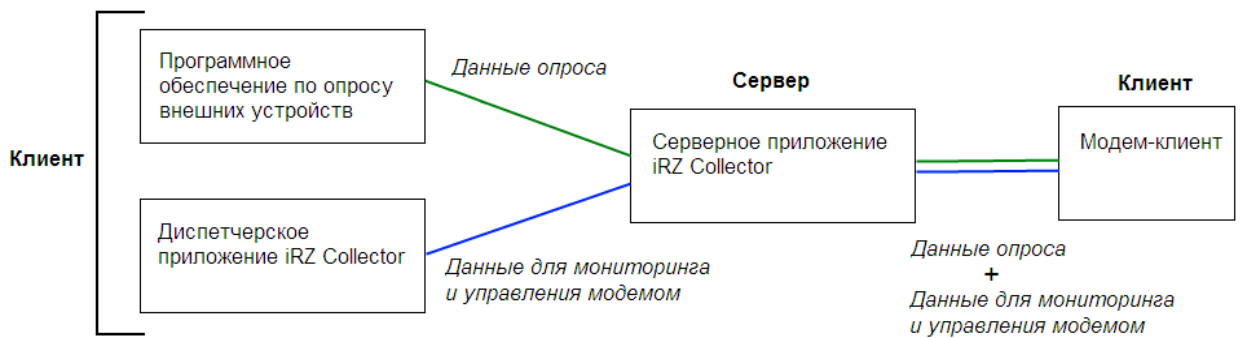 Клиент
Программное
обеспечение по опросу
внешних устройств
Данные опроса
Диспетчерское
приложение iRZ Collector
Данные для мониторинга
и управления модемом
Сервер
Серверное приложение
iRZ Collector
Клиент
Модем-клиент
Данные опроса
+
Данные для мониторинга
и управления модемом